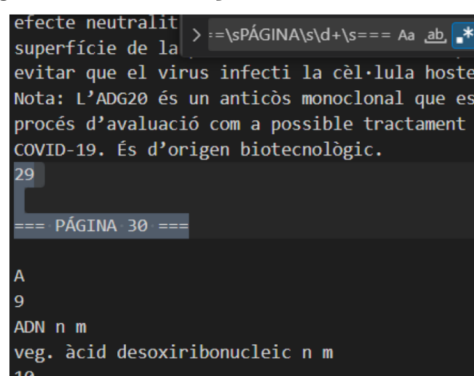 efecte neutralit
:=\sPÁGINA\s\d+\s=== Aa ab .*
superfície de la
evitar que el virus infecti la cèl·lula hoste
Nota: L’ADG20 és un anticòs monoclonal que es
procés d’avaluació com a possible tractament
COVID-19. És d’origen biotecnològic.
29
=== PÁGINA 30 ===
A
9
ADN n m
veg. àcid desoxiribonucleic n m
10